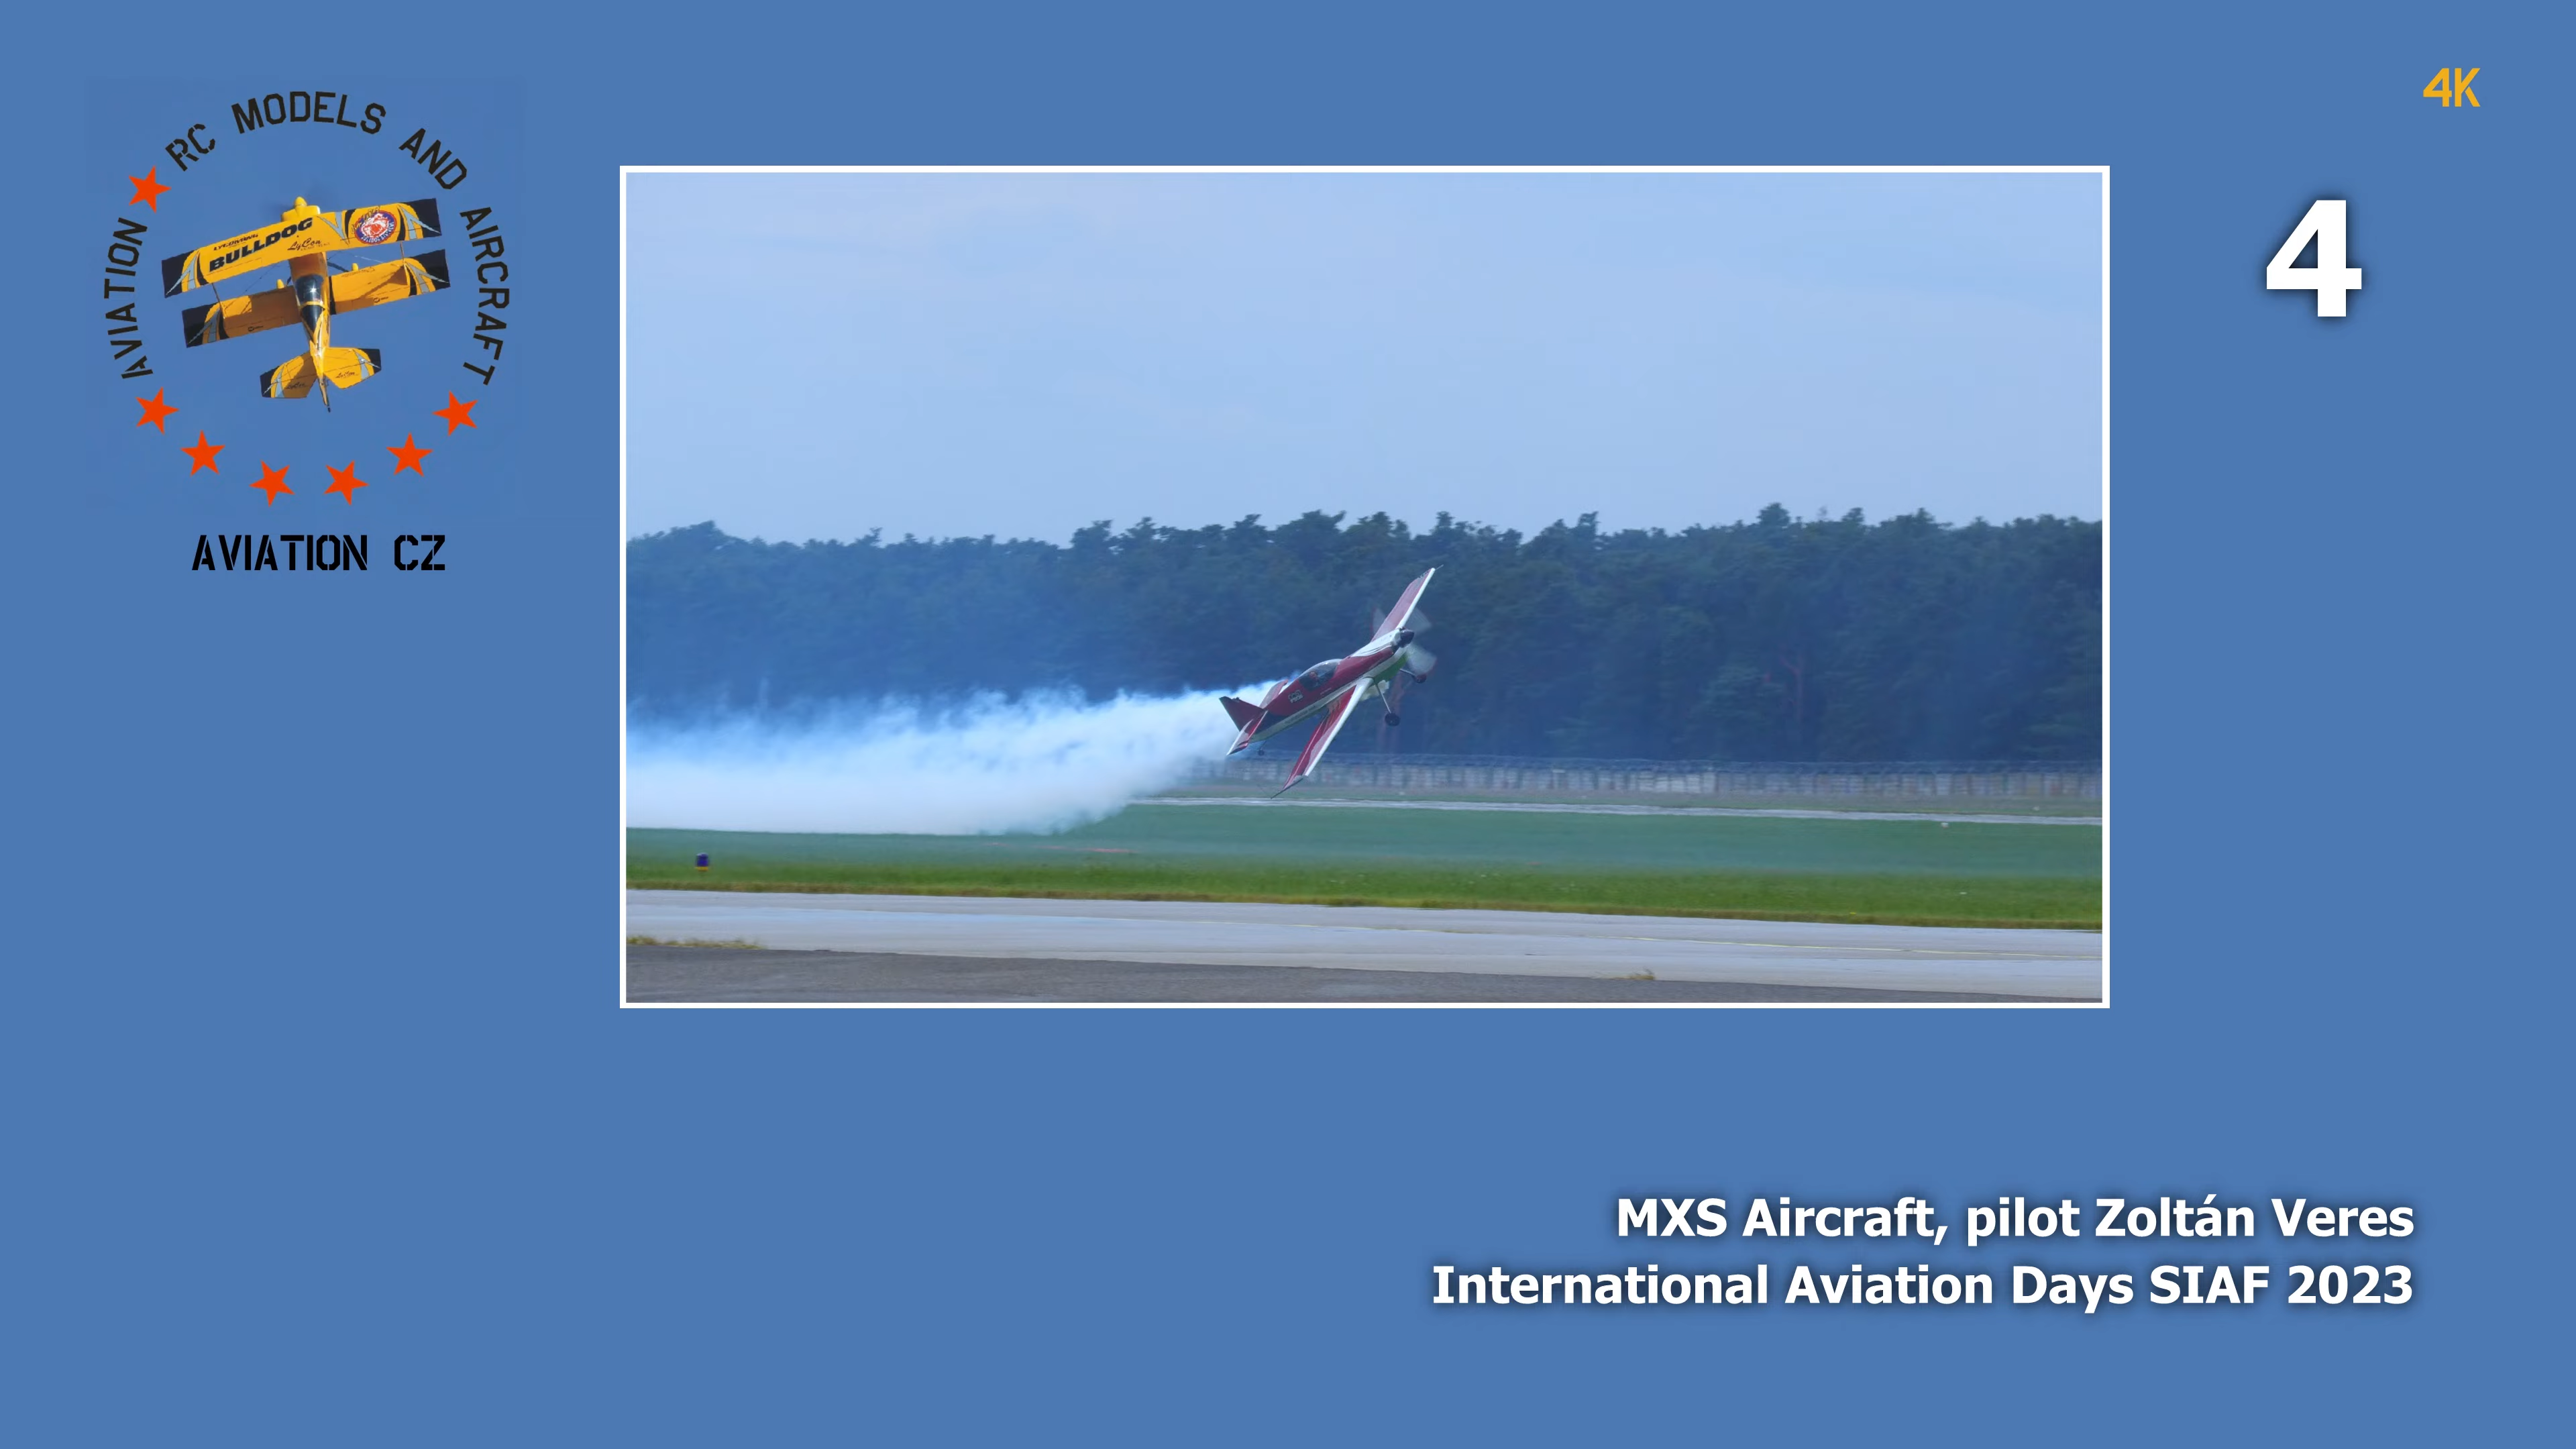 AVIATION RC MODELS AND AIRCRAFT
BULLDOG
LyCon
AVIATION CZ
4K
4
MXS Aircraft, pilot Zoltán Veres
International Aviation Days SIAF 2023